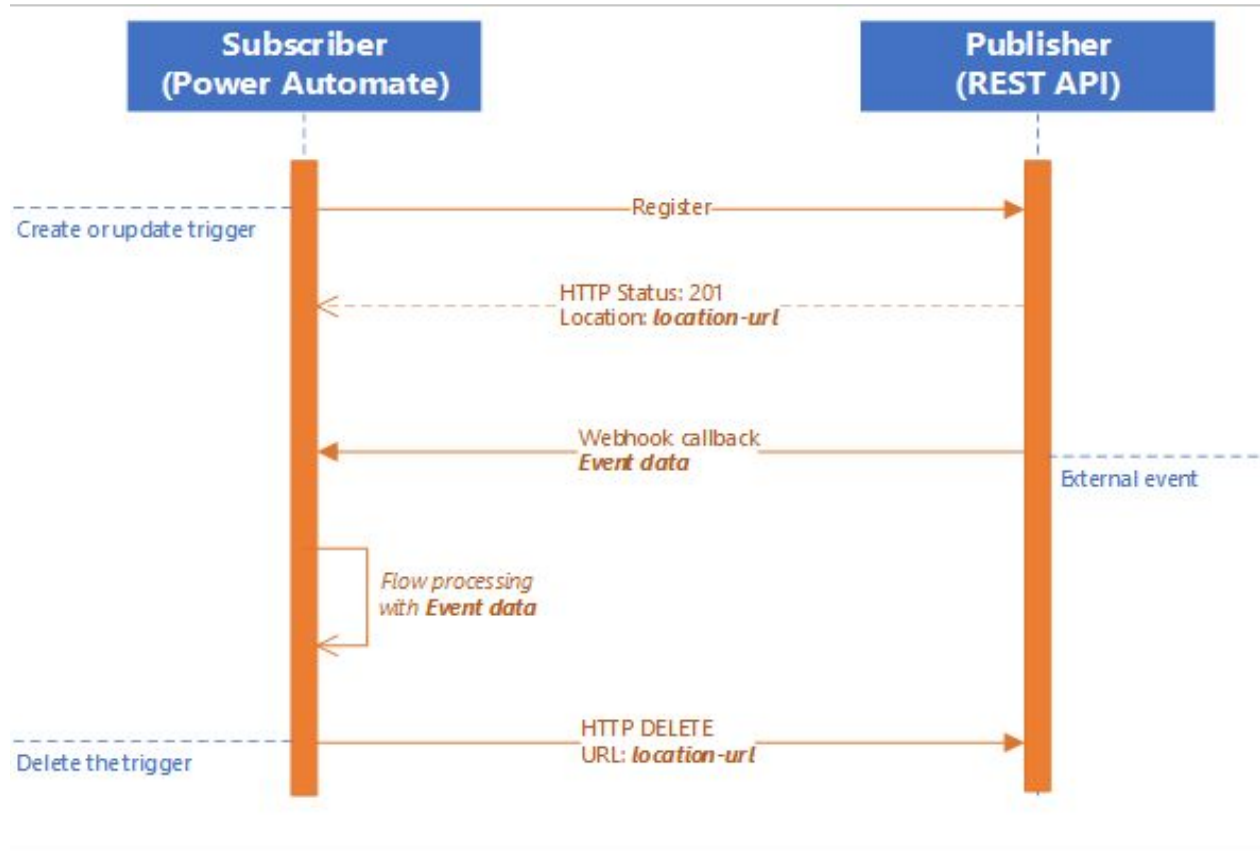 Subscriber
(Power Automate)
Publisher
(REST API)
Register
Create or update trigger
HTTP Status: 201
Location: location-url
Webhook callback
Event data
External event
Flow processing
with Event data
HTTP DELETE
URL: location-url
Delete the trigger